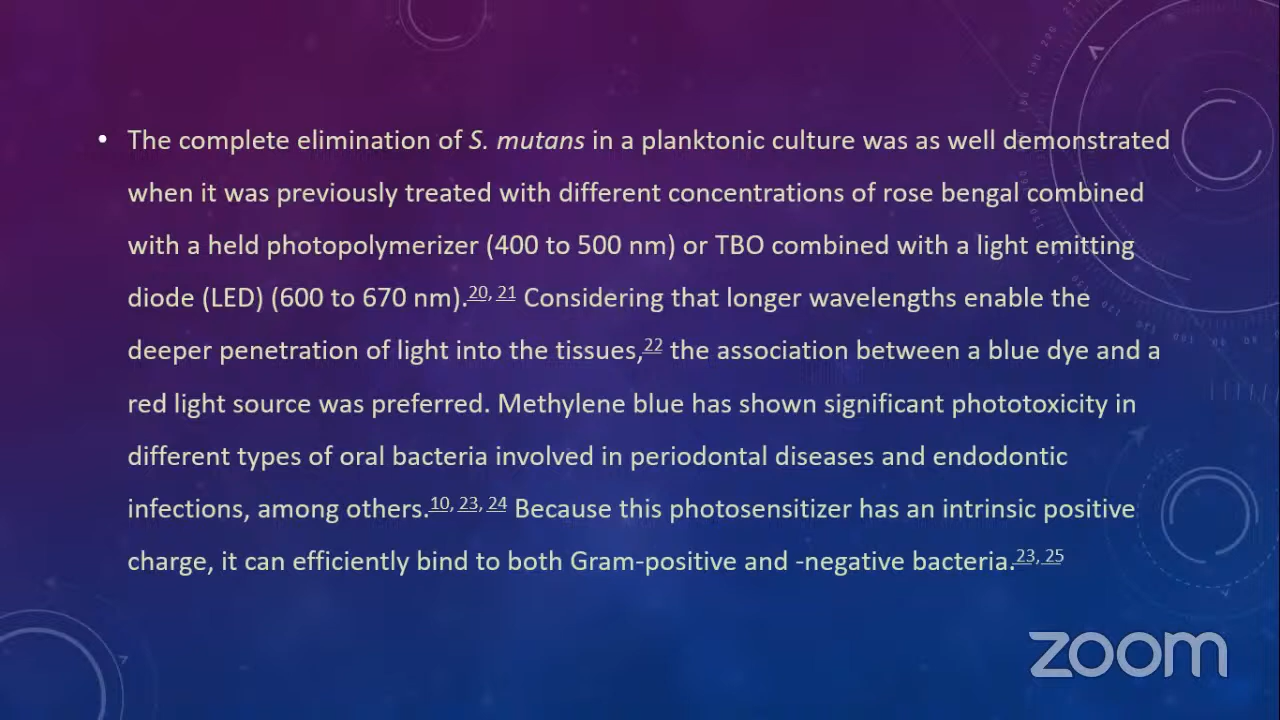 • The complete elimination of S. mutans in a planktonic culture was as well demonstrated
when it was previously treated with different concentrations of rose bengal combined
with a held photopolymerizer (400 to 500 nm) or TBO combined with a light emitting
diode (LED) (600 to 670 nm).20, 21 Considering that longer wavelengths enable the
deeper penetration of light into the tissues,22 the association between a blue dye and a
red light source was preferred. Methylene blue has shown significant phototoxicity in
different types of oral bacteria involved in periodontal diseases and endodontic
infections, among others.10, 23, 24 Because this photosensitizer has an intrinsic positive
charge, it can efficiently bind to both Gram-positive and -negative bacteria.23, 25
zoom